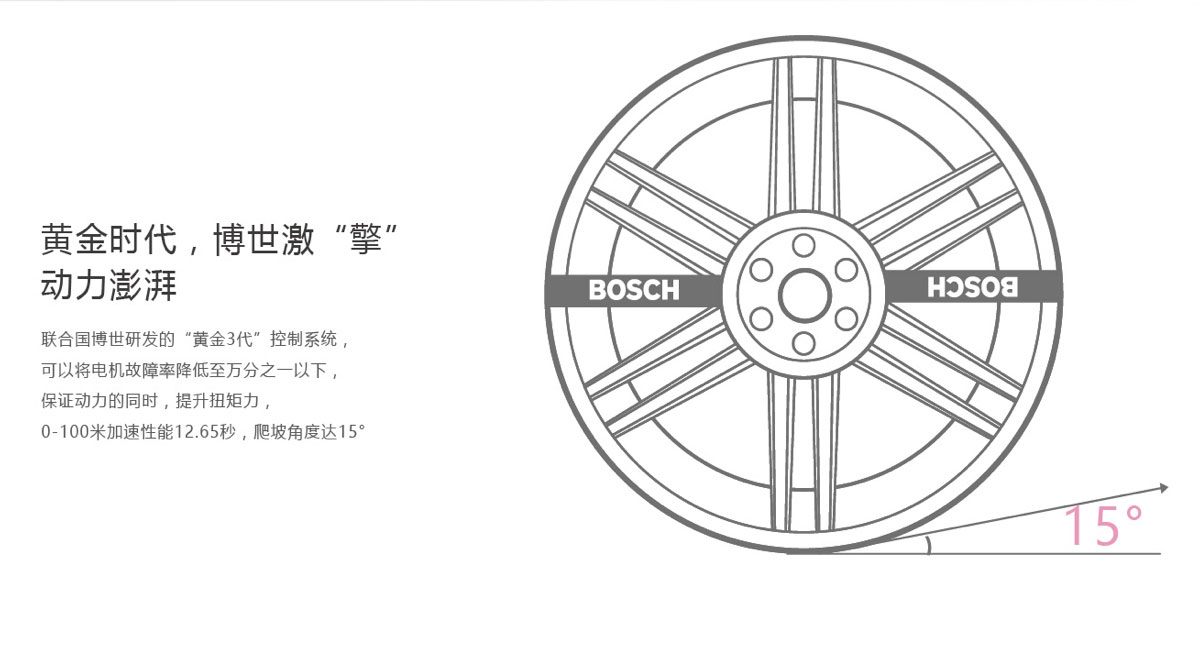 黄金时代，博世激“擎”
动力澎湃
联合国博世研发的“黄金3代”控制系统，
可以将电机故障率降低至万分之一以下，
保证动力的同时，提升扭矩力，
0-100米加速性能12.65秒，爬坡角度达15°
BOSCH
BOSCH
15°